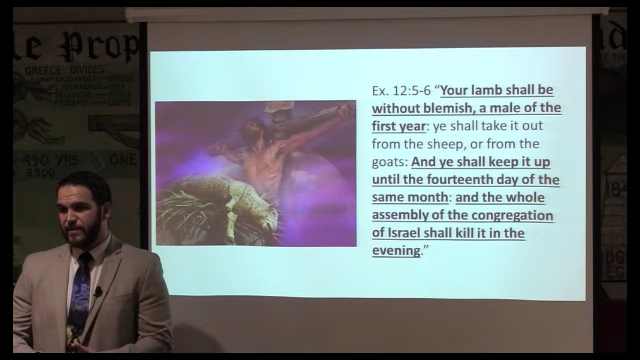 le Prop
GREECE DIVIDES:
490 YRS
ONE
2300
Ex. 12:5-6 “Your lamb shall be
without blemish, a male of the
first year: ye shall take it out
from the sheep, or from the
goats: And ye shall keep it up
until the fourteenth day of the
same month: and the whole
assembly of the congregation
of Israel shall kill it in the
evening.”